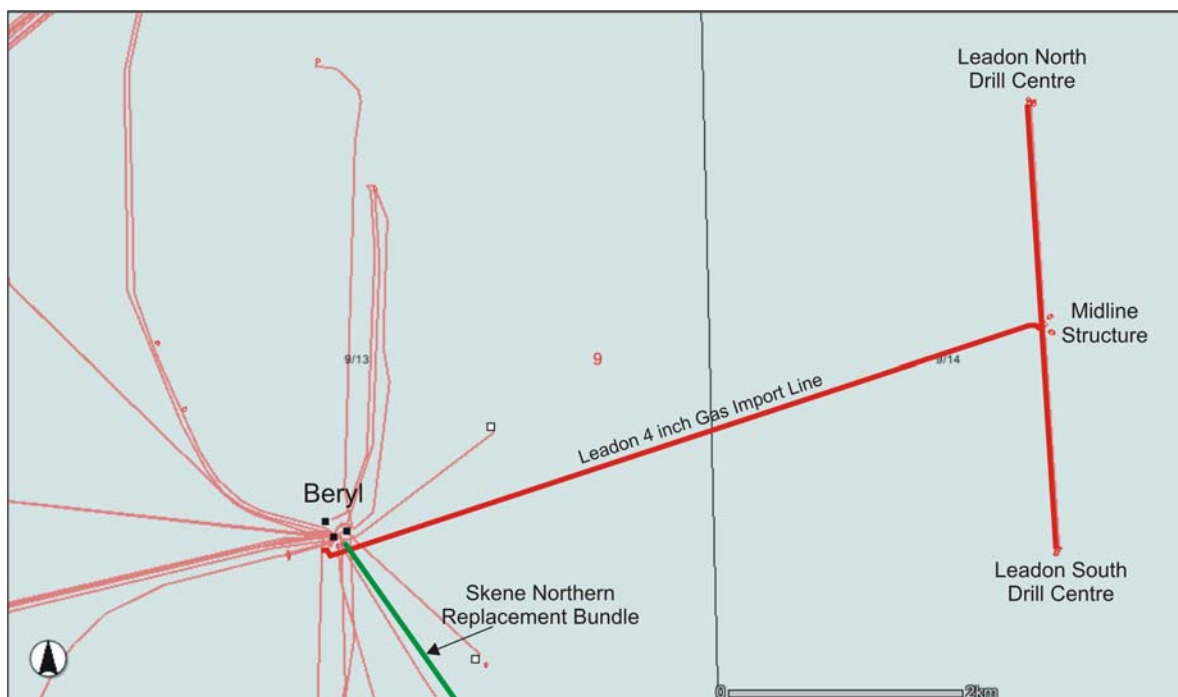 Leadon North
Drill Centre
Midline
Structure
9/13
9
9/14
Leadon 4 inch Gas Import Line
Beryl
Leadon South
Drill Centre
Skene Northern
Replacement Bundle
0
2km